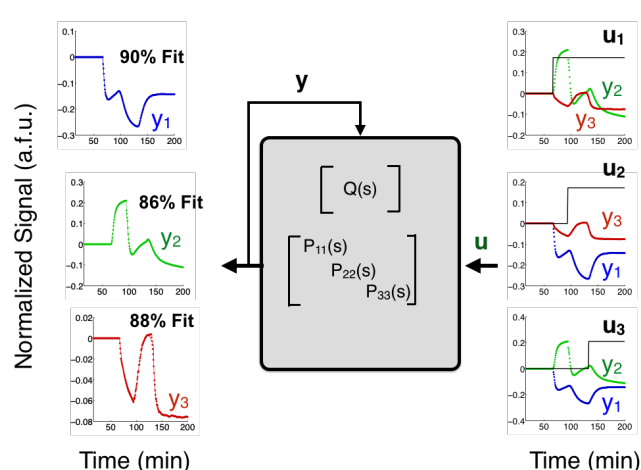 Normalized Signal (a.f.u.)
90% Fit
0.1
0
-0.1
-0.2
-0.3
50 100 150 200
y1
86% Fit
0.3
0.2
0.1
0
-0.1
-0.2
50 100 150 200
y2
88% Fit
0
-0.02
-0.04
-0.06
-0.08
50 100 150 200
y3
Time (min)
y
Q(s)
P11(s)
P22(s)
P33(s)
u
u1
0.3
0.2
0.1
0
-0.1
-0.2
50 100 150 200
y2
y3
u2
0.3
0.2
0.1
0
-0.1
-0.2
-0.3
50 100 150 200
y3
y1
u3
0.4
0.2
0
-0.2
-0.4
50 100 150 200
y2
y1
Time (min)